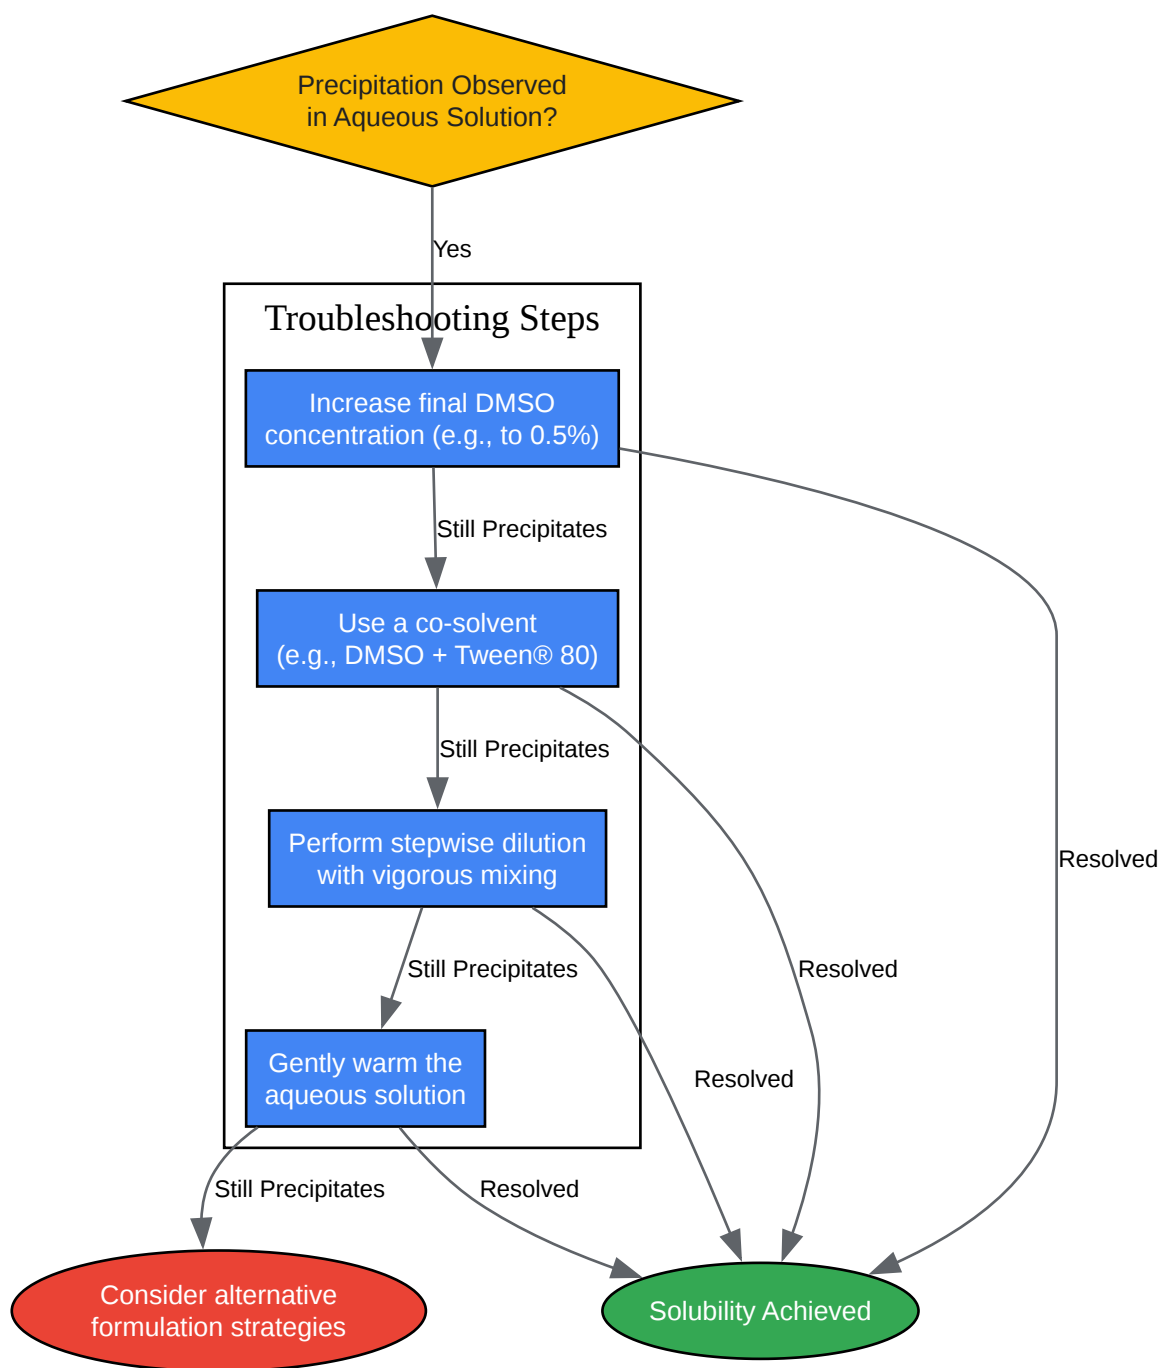 Precipitation Observed
in Aqueous Solution?
Yes
Troubleshooting Steps
Increase final DMSO
concentration (e.g., to 0.5%)
Still Precipitates
Use a co-solvent
(e.g., DMSO + Tween® 80)
Still Precipitates
Perform stepwise dilution
with vigorous mixing
Resolved
Still Precipitates
Resolved
Gently warm the
aqueous solution
Resolved
Still Precipitates
Resolved
Consider alternative
formulation strategies
Solubility Achieved